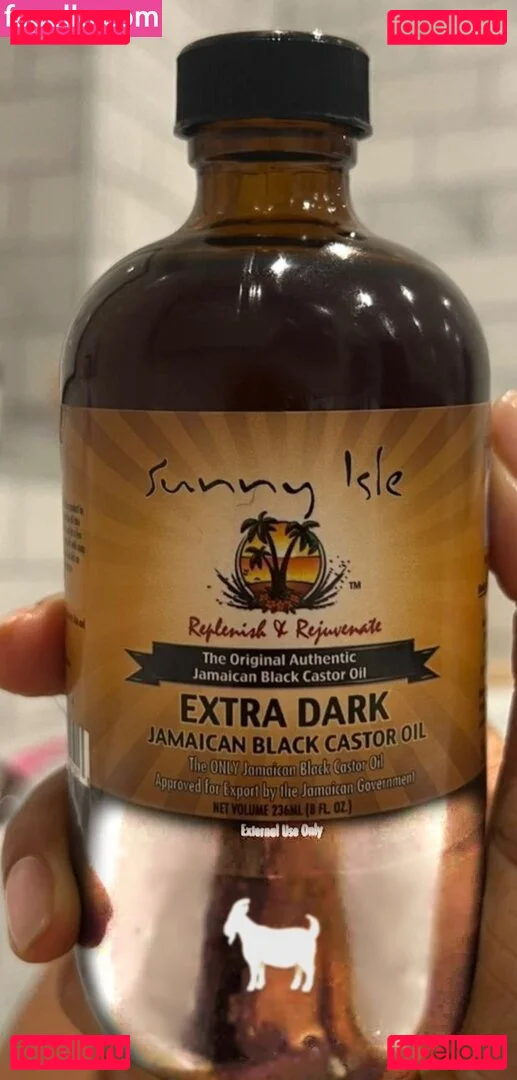 fapello.ru
fapello.ru
Sunny Isle
TM
Replenish & Rejuvenate
The Original Authentic
Jamaican Black Castor Oil
EXTRA DARK
JAMAICAN BLACK CASTOR OIL
The ONLY Jamaican Black Castor Oil
Approved for Export by the Jamaican Government
NET VOLUME 236ML (8 FL. OZ.)
External Use Only
fapello.ru
fapello.ru